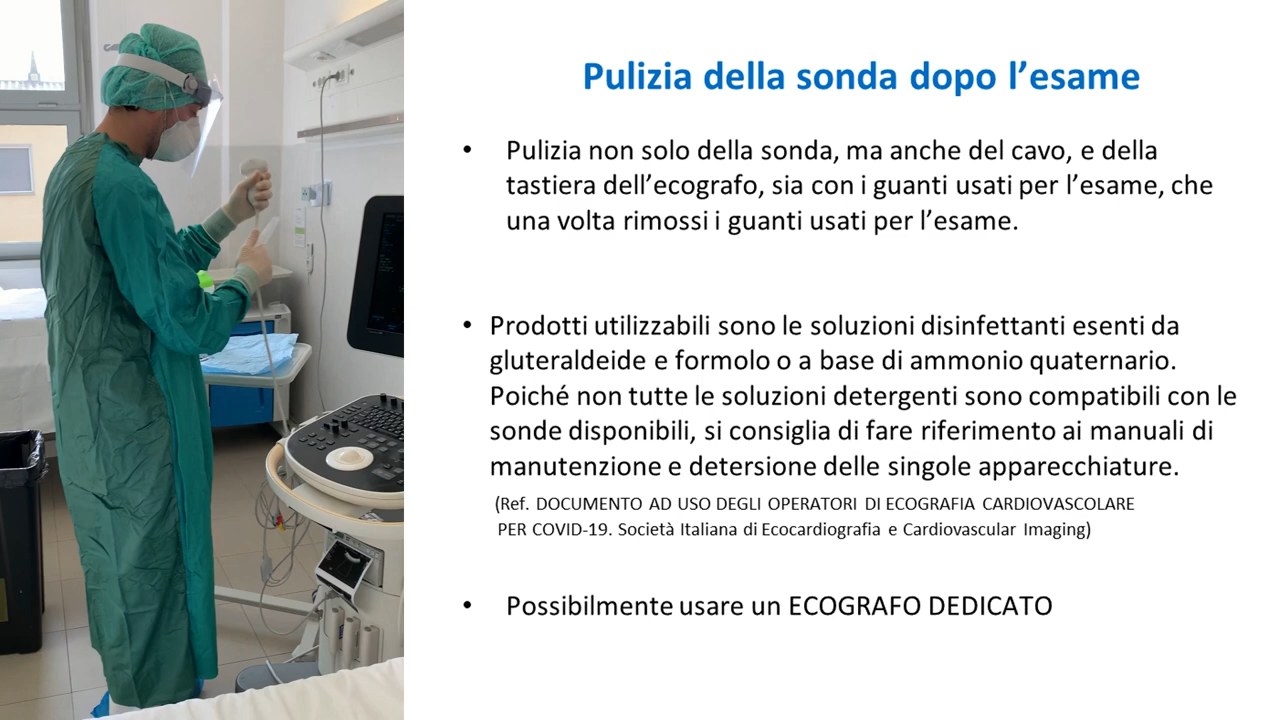 Pulizia della sonda dopo l’esame
• Pulizia non solo della sonda, ma anche del cavo, e della
tastiera dell’ecografo, sia con i guanti usati per l’esame, che
una volta rimossi i guanti usati per l’esame.
• Prodotti utilizzabili sono le soluzioni disinfettanti esenti da
gluteraldeide e formolo o a base di ammonio quaternario.
Poiché non tutte le soluzioni detergenti sono compatibili con le
sonde disponibili, si consiglia di fare riferimento ai manuali di
manutenzione e detersione delle singole apparecchiature.
(Ref. DOCUMENTO AD USO DEGLI OPERATORI DI ECOGRAFIA CARDIOVASCOLARE
PER COVID-19. Società Italiana di Ecocardiografia e Cardiovascular Imaging)
• Possibilmente usare un ECOGRAFO DEDICATO